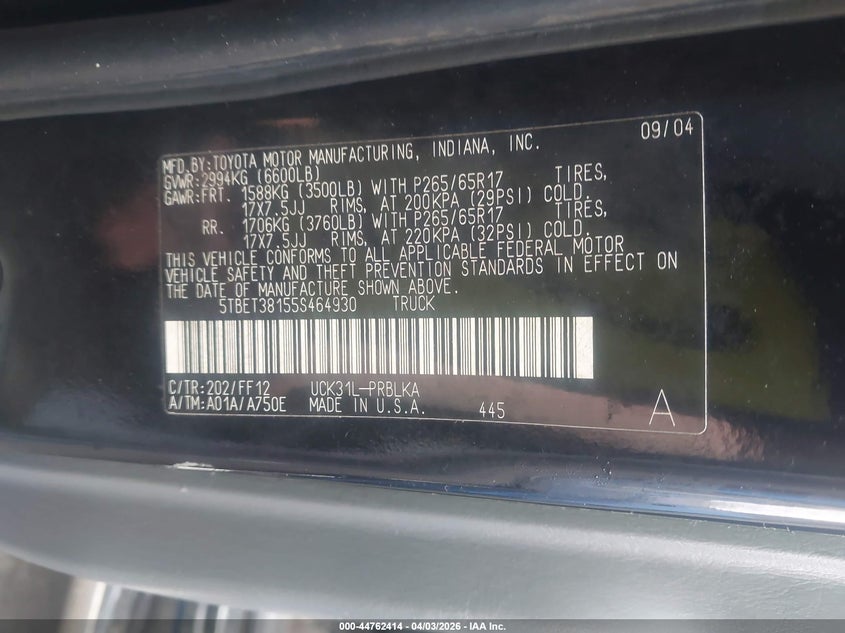 09/04
MFD.BY:TOYOTA MOTOR MANUFACTURING, INDIANA, INC.
GVWR:2994KG (6600LB)
GAWR:FRT. 1588KG (3500LB) WITH P265/65R17 TIRES,
17X7.5JJ RIMS, AT 200KPA (29PSI) COLD.
RR. 1706KG (3760LB) WITH P265/65R17 TIRES,
17X7.5JJ RIMS, AT 220KPA (32PSI) COLD.
THIS VEHICLE CONFORMS TO ALL APPLICABLE FEDERAL MOTOR
VEHICLE SAFETY AND THEFT PREVENTION STANDARDS IN EFFECT ON
THE DATE OF MANUFACTURE SHOWN ABOVE.
5TBET38155S464930 TRUCK
C/TR:202/FF12 UCK31L-PRBLKA
A/TM:A01A/A750E MADE IN U.S.A. 445 A
000-44762414 - 04/03/2026 - IAA Inc.